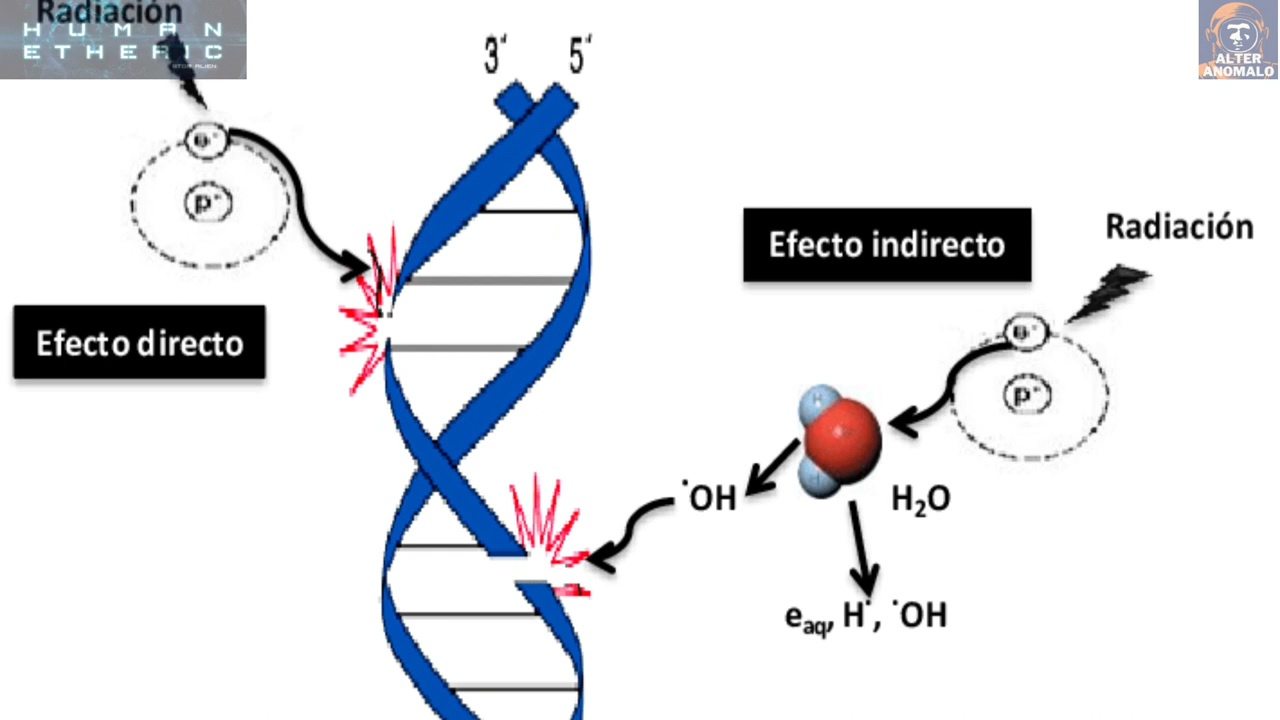 Radiación
HUMAN
ETHERIC
3´ 5´
ALTER
ANOMALO
e⁻
p⁺
Efecto directo
Efecto indirecto
Radiación
e⁻
p⁺
H
˙OH
H₂O
eaq, H˙, ˙OH